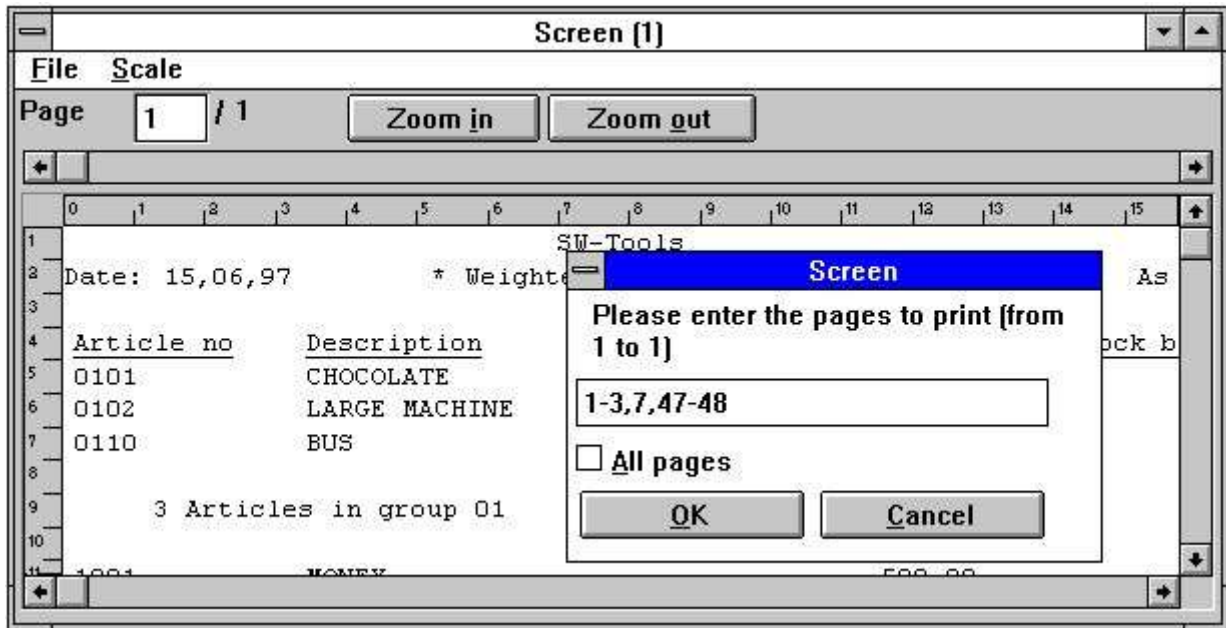 Screen (1)
File Scale
Page 1 / 1 Zoom in Zoom out
0 1 2 3 4 5 6 7 8 9 10 11 12 13 14 15
1 SW-Tools
2 Date: 15,06,97 * Weighte As
3
4 Article no Description ock b
5 0101 CHOCOLATE
6 0102 LARGE MACHINE
7 0110 BUS
8
9 3 Articles in group 01
10
11 1001 MONEY 500,00
Screen
Please enter the pages to print (from
1 to 1)
1-3,7,47-48
All pages
OK Cancel